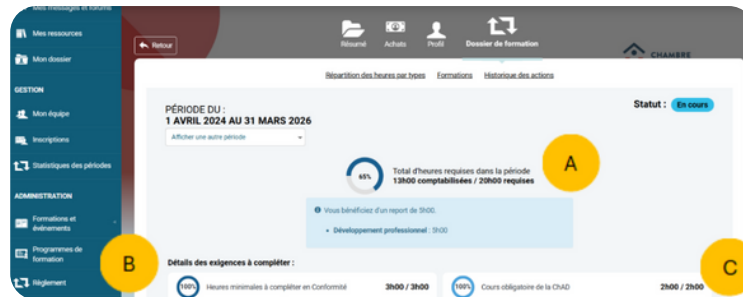 Mes messages et forums
Mes ressources
Mon dossier
GESTION
Mon équipe
Inscriptions
Statistiques des périodes
ADMINISTRATION
Formations et
événements
Programmes de
formation
Règlement
Retour
Résumé
Achats
Profil
Dossier de formation
CHAMBRE
Répartition des heures par types
Formations
Historique des actions
PÉRIODE DU :
1 AVRIL 2024 AU 31 MARS 2026
Statut : En cours
Afficher une autre période
65%
Total d'heures requises dans la période
13h00 comptabilisées / 20h00 requises
A
Vous bénéficiez d'un report de 5h00.
• Développement professionnel : 5h00
B
Détails des exigences à compléter :
C
100% Heures minimales à compléter en Conformité 3h00 / 3h00
100% Cours obligatoire de la ChAD 2h00 / 2h00